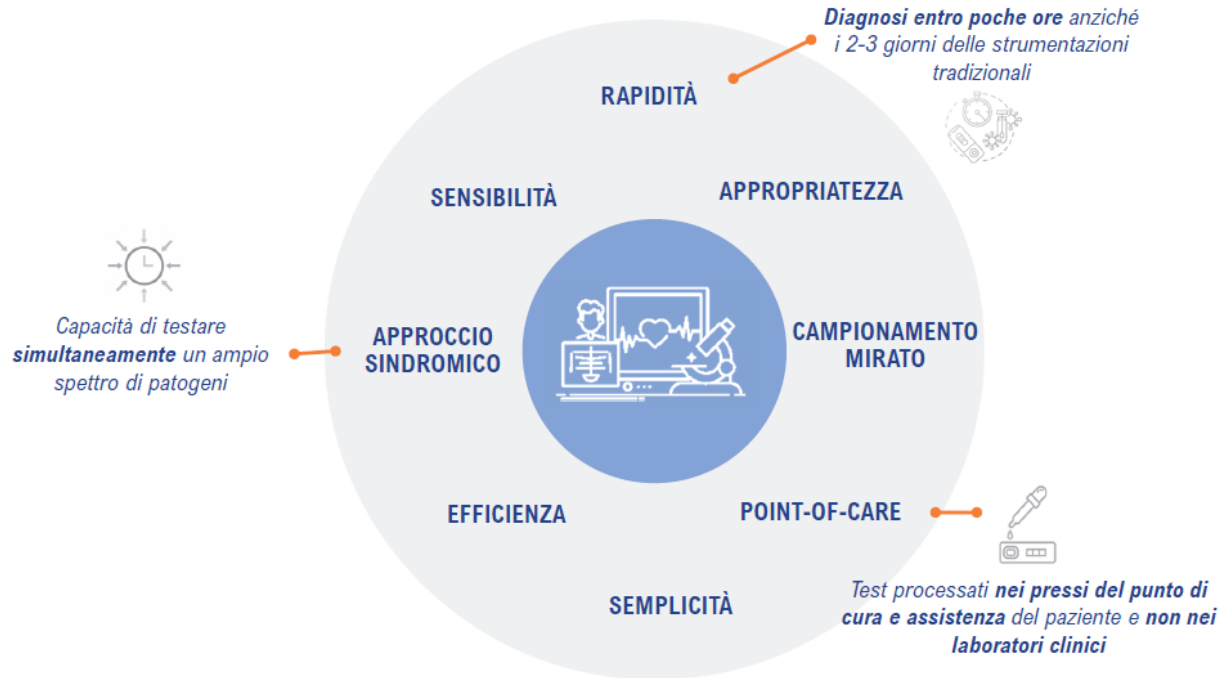 Diagnosi entro poche ore anziché
i 2-3 giorni delle strumentazioni
tradizionali
RAPIDITÀ
SENSIBILITÀ
APPROPRIATEZZA
Capacità di testare
simultaneamente un ampio
spettro di patogeni
APPROCCIO
SINDROMICO
CAMPIONAMENTO
MIRATO
EFFICIENZA
POINT-OF-CARE
SEMPLICITÀ
Test processati nei pressi del punto di
cura e assistenza del paziente e non nei
laboratori clinici